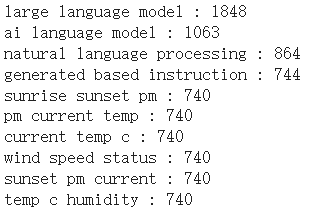 large language model : 1848
ai language model : 1063
natural language processing : 864
generated based instruction : 744
sunrise sunset pm : 740
pm current temp : 740
current temp c : 740
wind speed status : 740
sunset pm current : 740
temp c humidity : 740